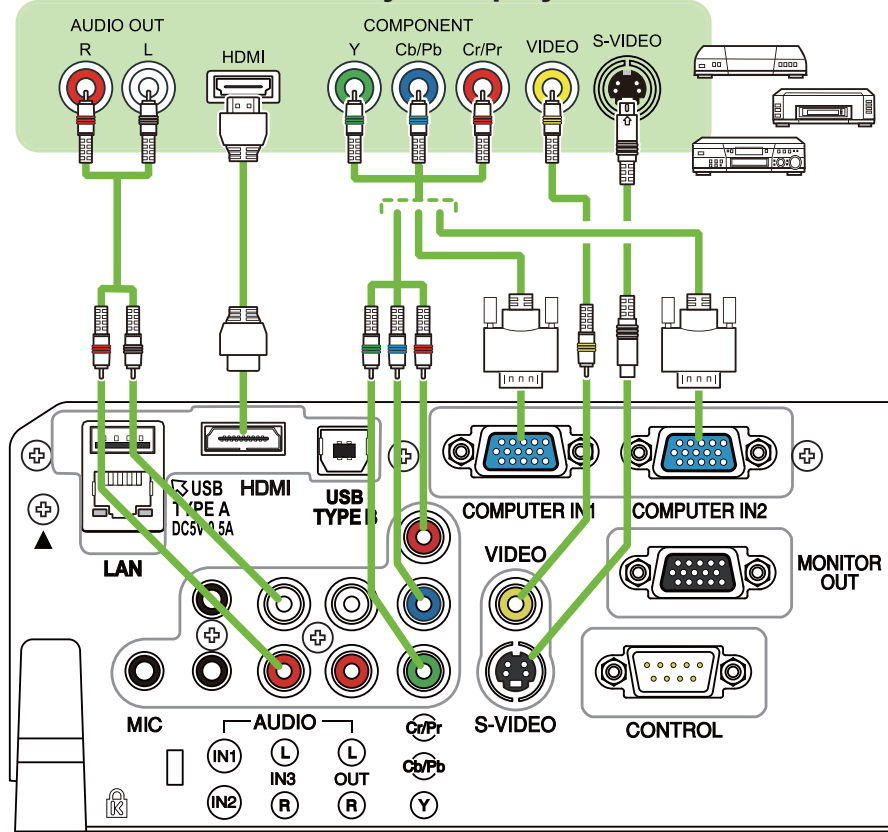 AUDIO OUT
R
L
HDMI
COMPONENT
Y
Cb/Pb
Cr/Pr
VIDEO
S-VIDEO
USB
TYPE A
DC5V 0.5A
HDMI
USB
TYPE B
LAN
COMPUTER IN1
COMPUTER IN2
VIDEO
MONITOR
OUT
MIC
AUDIO
S-VIDEO
CONTROL
IN1
L
L
Cr/Pr
IN3
OUT
Cb/Pb
IN2
R
R
Y
K